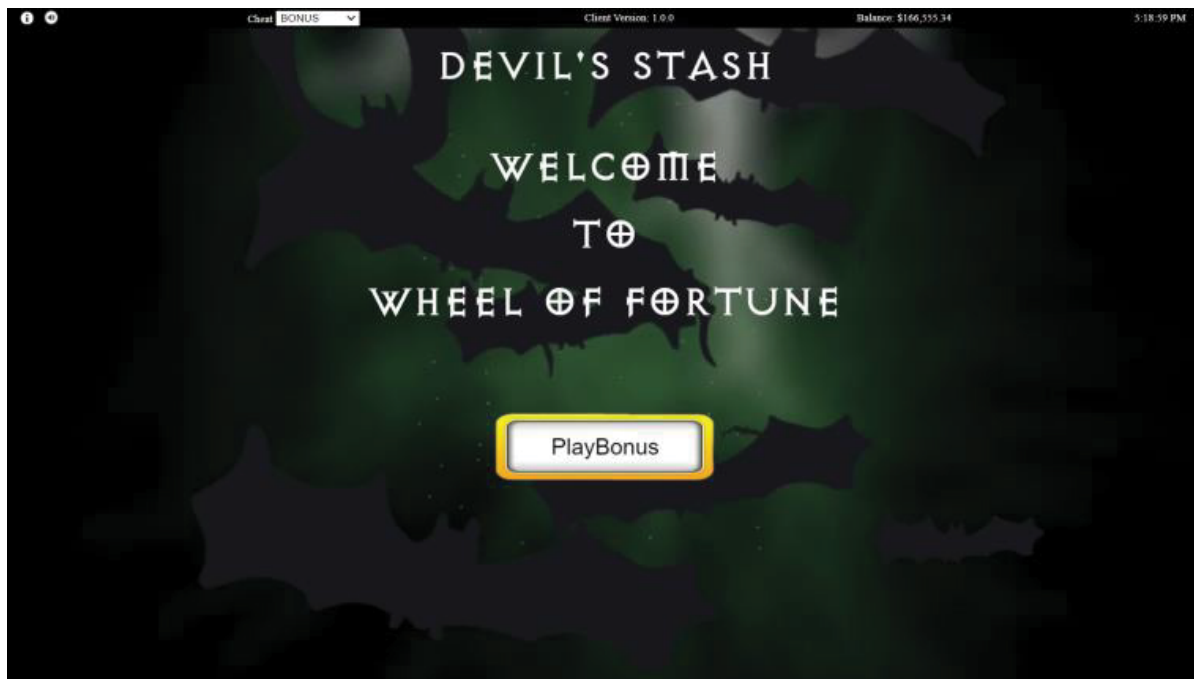 Cheat BONUS Client Version: 1.0.0 Balance: $166,555.34 5:18:59 PM
DEVIL'S STASH
WELCOME
TO
WHEEL OF FORTUNE
PlayBonus